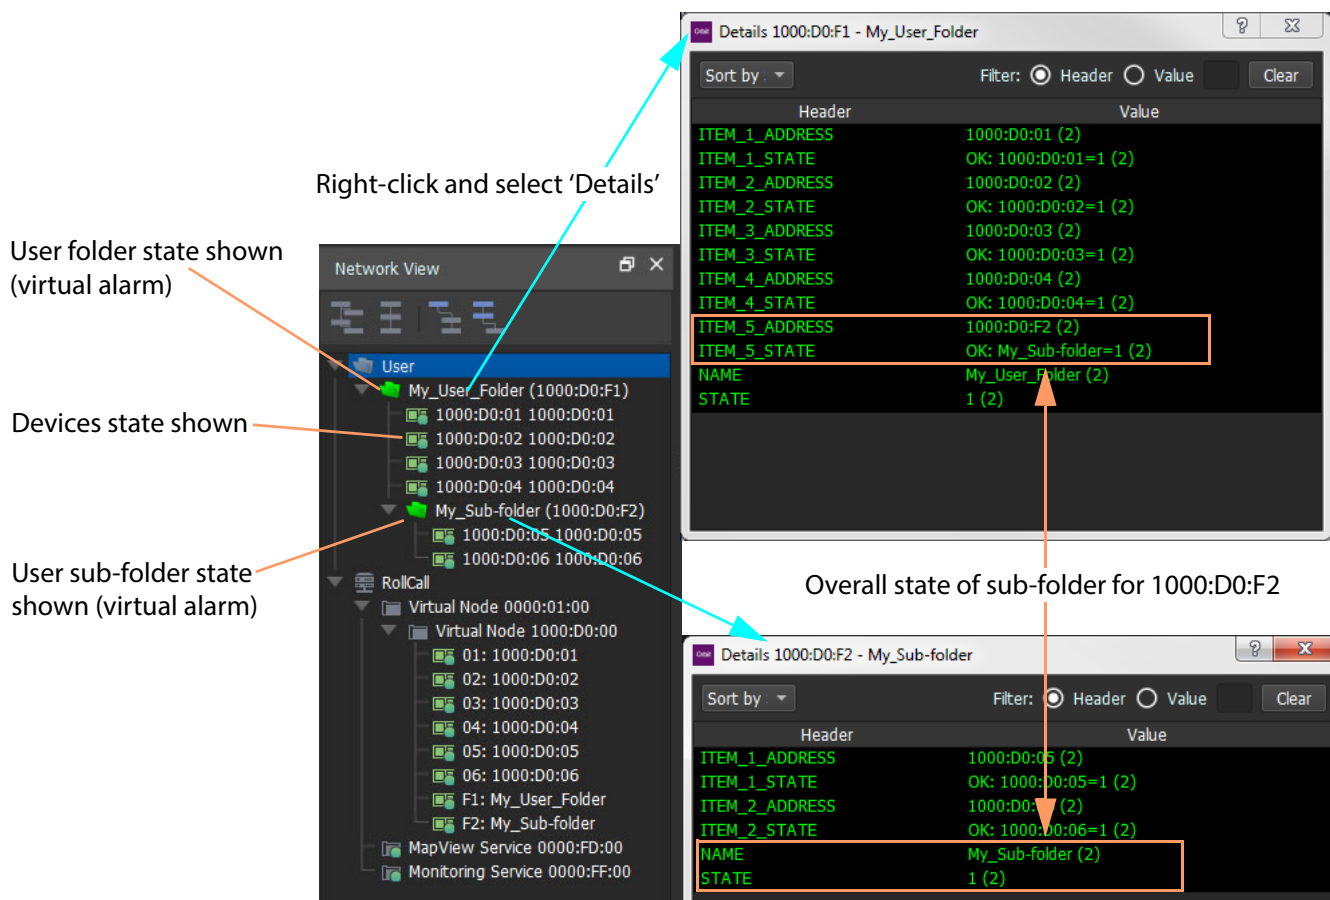 Orbit Details 1000:D0:F1 - My_User_Folder
Sort by : Filter: Header Value Clear
Header Value
ITEM_1_ADDRESS 1000:D0:01 (2)
ITEM_1_STATE OK: 1000:D0:01=1 (2)
ITEM_2_ADDRESS 1000:D0:02 (2)
ITEM_2_STATE OK: 1000:D0:02=1 (2)
ITEM_3_ADDRESS 1000:D0:03 (2)
ITEM_3_STATE OK: 1000:D0:03=1 (2)
ITEM_4_ADDRESS 1000:D0:04 (2)
ITEM_4_STATE OK: 1000:D0:04=1 (2)
ITEM_5_ADDRESS 1000:D0:F2 (2)
ITEM_5_STATE OK: My_Sub-folder=1 (2)
NAME My_User_Folder (2)
STATE 1 (2)
Right-click and select ‘Details’
User folder state shown
(virtual alarm)
Devices state shown
User sub-folder state
shown (virtual alarm)
Network View
User
My_User_Folder (1000:D0:F1)
1000:D0:01 1000:D0:01
1000:D0:02 1000:D0:02
1000:D0:03 1000:D0:03
1000:D0:04 1000:D0:04
My_Sub-folder (1000:D0:F2)
1000:D0:05 1000:D0:05
1000:D0:06 1000:D0:06
RollCall
Virtual Node 0000:01:00
Virtual Node 1000:D0:00
01: 1000:D0:01
02: 1000:D0:02
03: 1000:D0:03
04: 1000:D0:04
05: 1000:D0:05
06: 1000:D0:06
F1: My_User_Folder
F2: My_Sub-folder
MapView Service 0000:FD:00
Monitoring Service 0000:FF:00
Overall state of sub-folder for 1000:D0:F2
Orbit Details 1000:D0:F2 - My_Sub-folder
Sort by : Filter: Header Value Clear
Header Value
ITEM_1_ADDRESS 1000:D0:05 (2)
ITEM_1_STATE OK: 1000:D0:05=1 (2)
ITEM_2_ADDRESS 1000:D0: (2)
ITEM_2_STATE OK: 1000:D0:06=1 (2)
NAME My_Sub-folder (2)
STATE 1 (2)